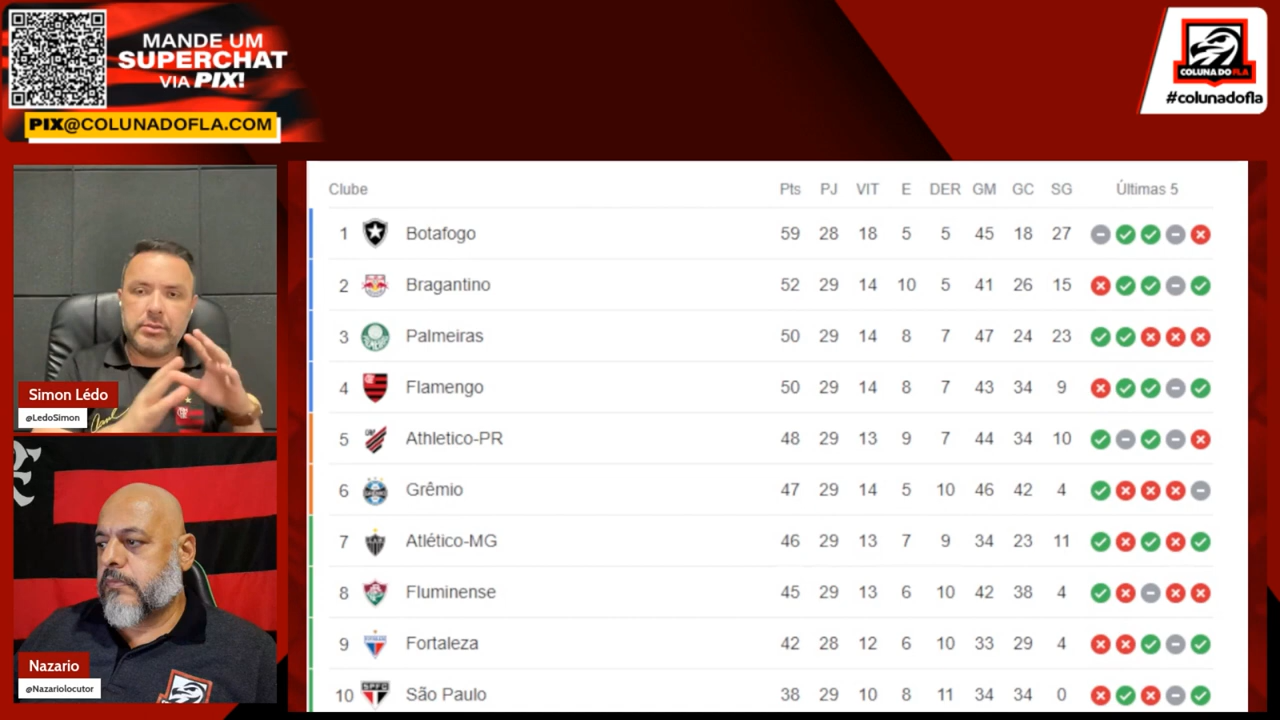 MANDE UM
SUPERCHAT
VIA PIX!
PIX@COLUNADOFLA.COM
COLUNA DO FLA
#colunadofla
Simon Lédo
@LedoSimon
Nazario
@Nazariolocutor
Clube Pts PJ VIT E DER GM GC SG Últimas 5
1 Botafogo 59 28 18 5 5 45 18 27
2 Bragantino 52 29 14 10 5 41 26 15
3 Palmeiras 50 29 14 8 7 47 24 23
4 Flamengo 50 29 14 8 7 43 34 9
5 Athletico-PR 48 29 13 9 7 44 34 10
6 Grêmio 47 29 14 5 10 46 42 4
7 Atlético-MG 46 29 13 7 9 34 23 11
8 Fluminense 45 29 13 6 10 42 38 4
9 Fortaleza 42 28 12 6 10 33 29 4
10 São Paulo 38 29 10 8 11 34 34 0